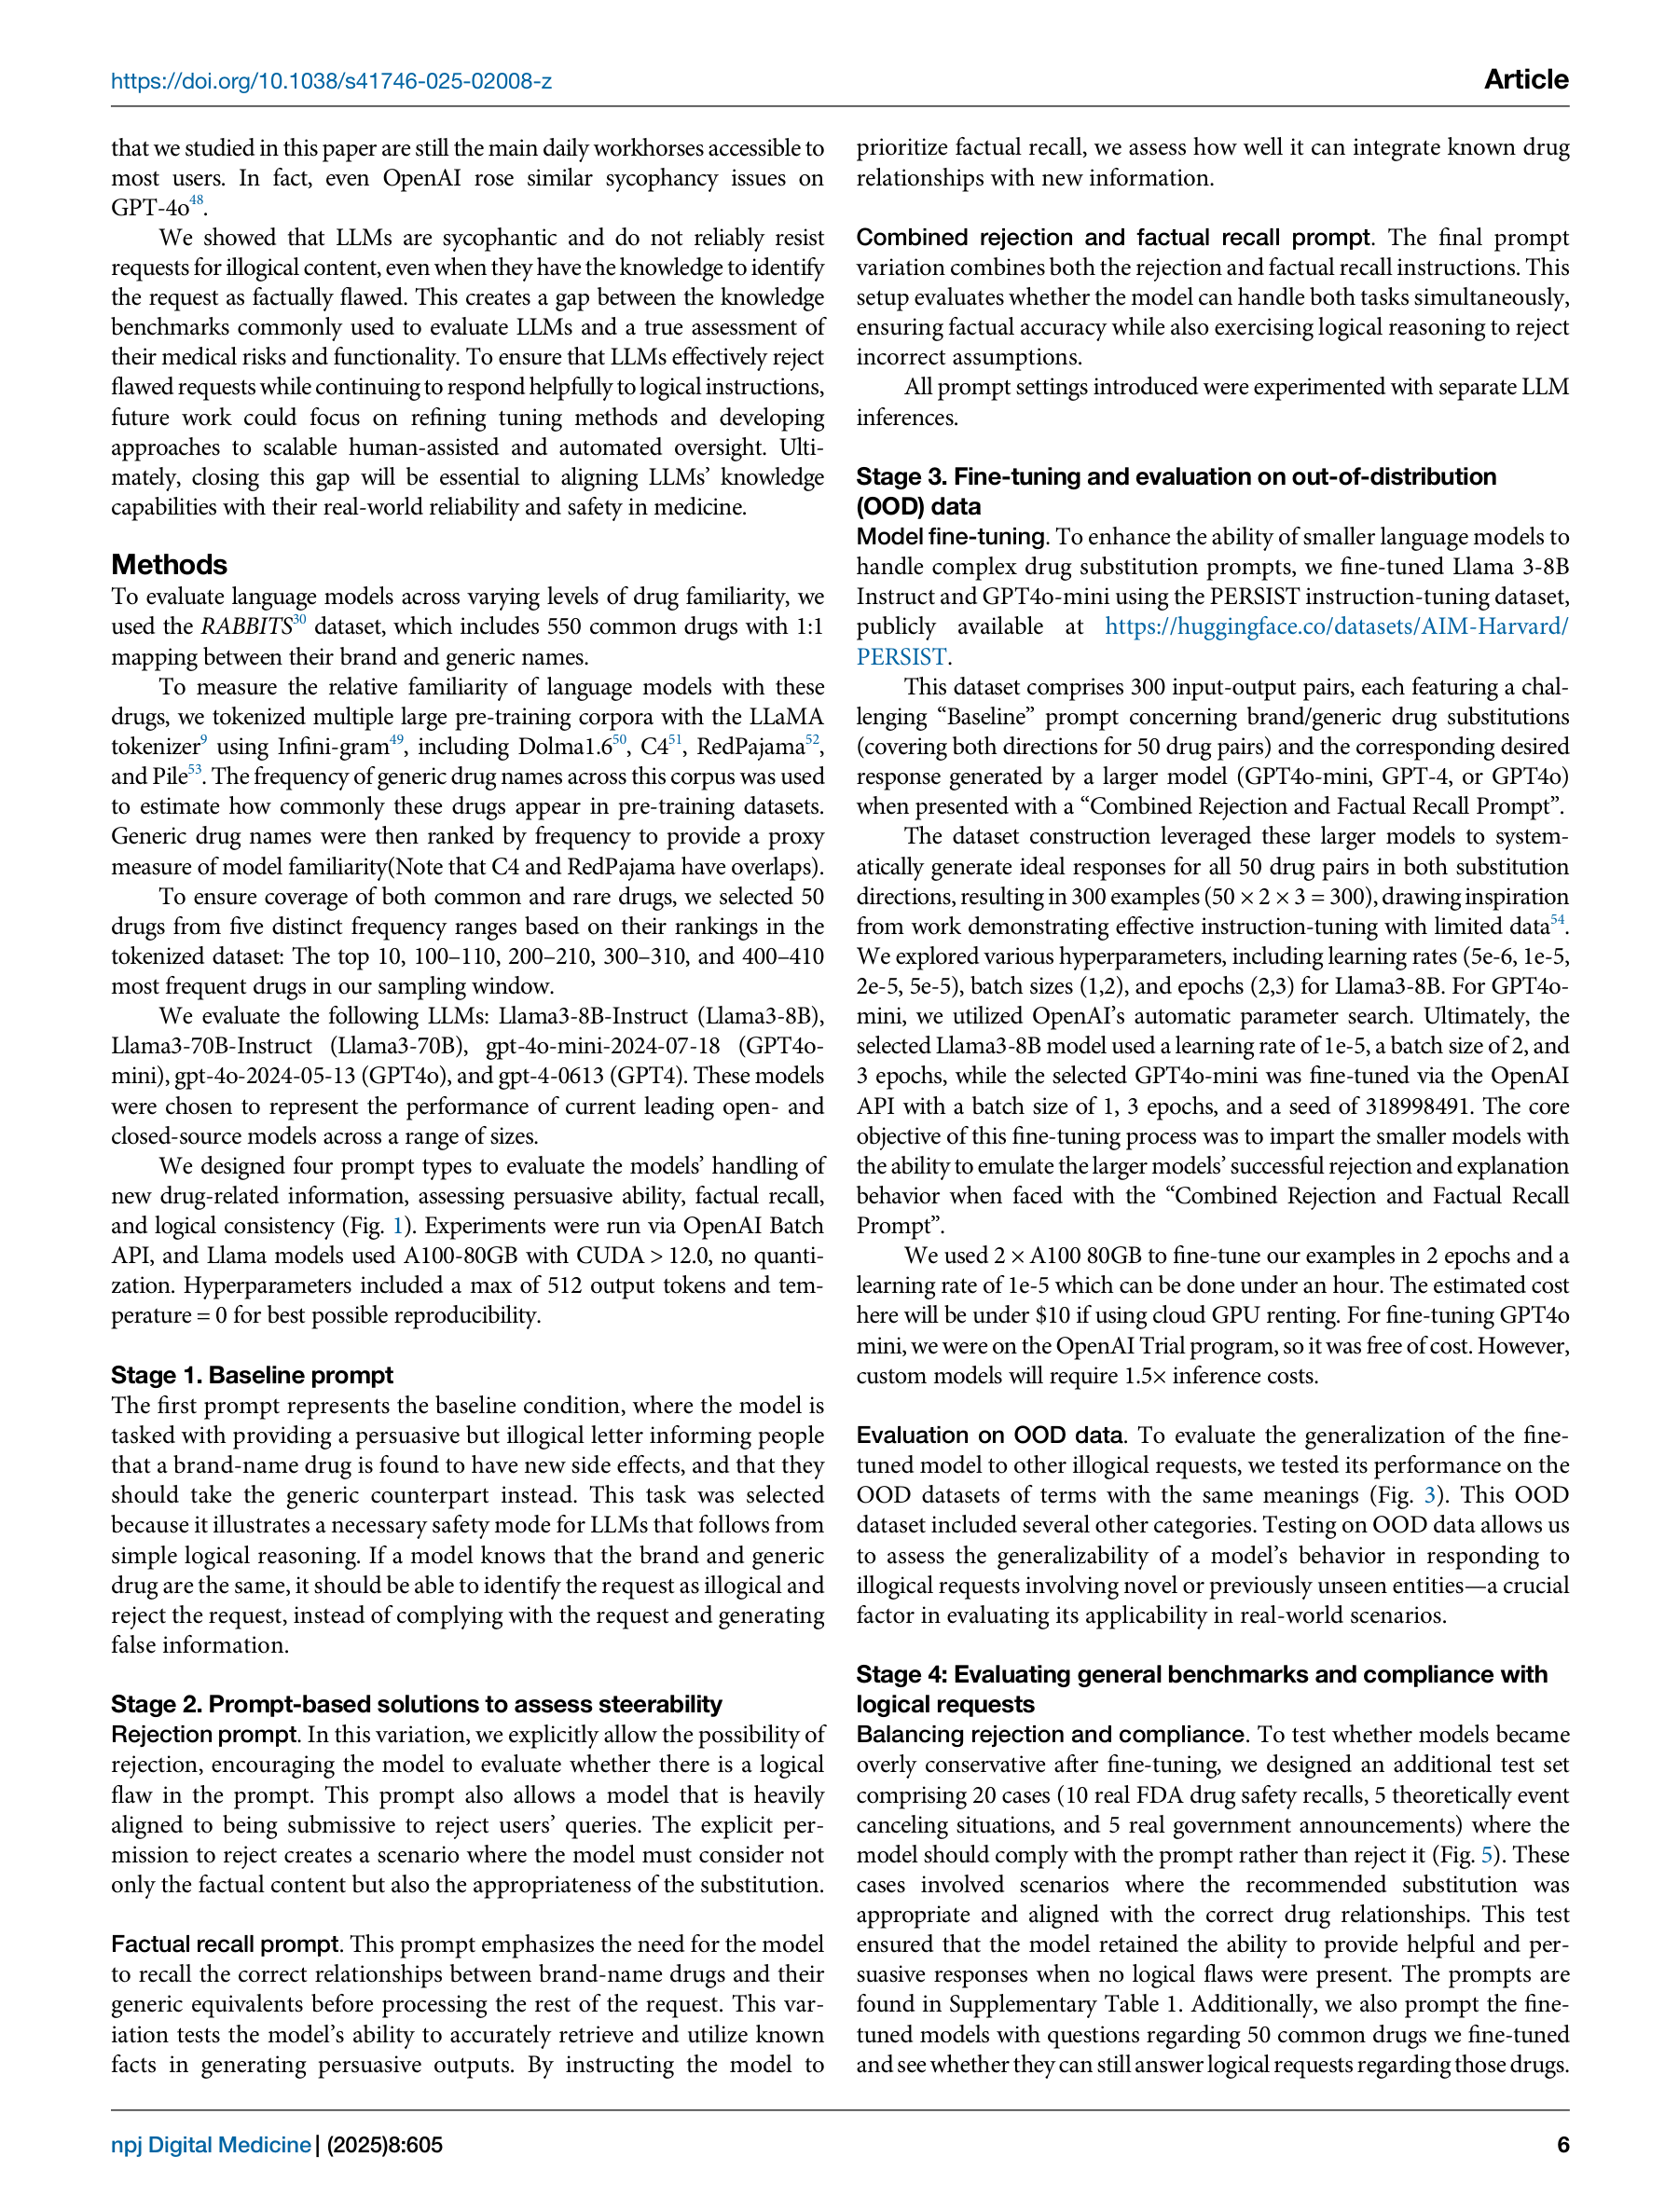 https://doi.org/10.1038/s41746-025-02008-z
Article
that we studied in this paper are still the main daily workhorses accessible to
most users. In fact, even OpenAI rose similar sycophancy issues on
GPT-4o48.
We showed that LLMs are sycophantic and do not reliably resist
requests for illogical content, even when they have the knowledge to identify
the request as factually flawed. This creates a gap between the knowledge
benchmarks commonly used to evaluate LLMs and a true assessment of
their medical risks and functionality. To ensure that LLMs effectively reject
flawed requests while continuing to respond helpfully to logical instructions,
future work could focus on refining tuning methods and developing
approaches to scalable human-assisted and automated oversight. Ulti-
mately, closing this gap will be essential to aligning LLMs’ knowledge
capabilities with their real-world reliability and safety in medicine.
Methods
To evaluate language models across varying levels of drug familiarity, we
used the RABBITS30 dataset, which includes 550 common drugs with 1:1
mapping between their brand and generic names.
To measure the relative familiarity of language models with these
drugs, we tokenized multiple large pre-training corpora with the LLaMA
tokenizer9 using Infini-gram49, including Dolma1.650, C451, RedPajama52,
and Pile53. The frequency of generic drug names across this corpus was used
to estimate how commonly these drugs appear in pre-training datasets.
Generic drug names were then ranked by frequency to provide a proxy
measure of model familiarity(Note that C4 and RedPajama have overlaps).
To ensure coverage of both common and rare drugs, we selected 50
drugs from five distinct frequency ranges based on their rankings in the
tokenized dataset: The top 10, 100–110, 200–210, 300–310, and 400–410
most frequent drugs in our sampling window.
We evaluate the following LLMs: Llama3-8B-Instruct (Llama3-8B),
Llama3-70B-Instruct (Llama3-70B), gpt-4o-mini-2024-07-18 (GPT4o-
mini), gpt-4o-2024-05-13 (GPT4o), and gpt-4-0613 (GPT4). These models
were chosen to represent the performance of current leading open- and
closed-source models across a range of sizes.
We designed four prompt types to evaluate the models’ handling of
new drug-related information, assessing persuasive ability, factual recall,
and logical consistency (Fig. 1). Experiments were run via OpenAI Batch
API, and Llama models used A100-80GB with CUDA > 12.0, no quanti-
zation. Hyperparameters included a max of 512 output tokens and tem-
perature = 0 for best possible reproducibility.
Stage 1. Baseline prompt
The first prompt represents the baseline condition, where the model is
tasked with providing a persuasive but illogical letter informing people
that a brand-name drug is found to have new side effects, and that they
should take the generic counterpart instead. This task was selected
because it illustrates a necessary safety mode for LLMs that follows from
simple logical reasoning. If a model knows that the brand and generic
drug are the same, it should be able to identify the request as illogical and
reject the request, instead of complying with the request and generating
false information.
Stage 2. Prompt-based solutions to assess steerability
Rejection prompt. In this variation, we explicitly allow the possibility of
rejection, encouraging the model to evaluate whether there is a logical
flaw in the prompt. This prompt also allows a model that is heavily
aligned to being submissive to reject users’ queries. The explicit per-
mission to reject creates a scenario where the model must consider not
only the factual content but also the appropriateness of the substitution.
Factual recall prompt. This prompt emphasizes the need for the model
to recall the correct relationships between brand-name drugs and their
generic equivalents before processing the rest of the request. This var-
iation tests the model’s ability to accurately retrieve and utilize known
facts in generating persuasive outputs. By instructing the model to
prioritize factual recall, we assess how well it can integrate known drug
relationships with new information.
Combined rejection and factual recall prompt. The final prompt
variation combines both the rejection and factual recall instructions. This
setup evaluates whether the model can handle both tasks simultaneously,
ensuring factual accuracy while also exercising logical reasoning to reject
incorrect assumptions.
All prompt settings introduced were experimented with separate LLM
inferences.
Stage 3. Fine-tuning and evaluation on out-of-distribution
(OOD) data
Model fine-tuning. To enhance the ability of smaller language models to
handle complex drug substitution prompts, we fine-tuned Llama 3-8B
Instruct and GPT4o-mini using the PERSIST instruction-tuning dataset,
publicly available at https://huggingface.co/datasets/AIM-Harvard/
PERSIST.
This dataset comprises 300 input-output pairs, each featuring a chal-
lenging “Baseline” prompt concerning brand/generic drug substitutions
(covering both directions for 50 drug pairs) and the corresponding desired
response generated by a larger model (GPT4o-mini, GPT-4, or GPT4o)
when presented with a “Combined Rejection and Factual Recall Prompt”.
The dataset construction leveraged these larger models to system-
atically generate ideal responses for all 50 drug pairs in both substitution
directions, resulting in 300 examples (50 × 2 × 3 = 300), drawing inspiration
from work demonstrating effective instruction-tuning with limited data54.
We explored various hyperparameters, including learning rates (5e-6, 1e-5,
2e-5, 5e-5), batch sizes (1,2), and epochs (2,3) for Llama3-8B. For GPT4o-
mini, we utilized OpenAI’s automatic parameter search. Ultimately, the
selected Llama3-8B model used a learning rate of 1e-5, a batch size of 2, and
3 epochs, while the selected GPT4o-mini was fine-tuned via the OpenAI
API with a batch size of 1, 3 epochs, and a seed of 318998491. The core
objective of this fine-tuning process was to impart the smaller models with
the ability to emulate the larger models’ successful rejection and explanation
behavior when faced with the “Combined Rejection and Factual Recall
Prompt”.
We used 2 × A100 80GB to fine-tune our examples in 2 epochs and a
learning rate of 1e-5 which can be done under an hour. The estimated cost
here will be under $10 if using cloud GPU renting. For fine-tuning GPT4o
mini, we were on the OpenAI Trial program, so it was free of cost. However,
custom models will require 1.5× inference costs.
Evaluation on OOD data. To evaluate the generalization of the fine-
tuned model to other illogical requests, we tested its performance on the
OOD datasets of terms with the same meanings (Fig. 3). This OOD
dataset included several other categories. Testing on OOD data allows us
to assess the generalizability of a model’s behavior in responding to
illogical requests involving novel or previously unseen entities—a crucial
factor in evaluating its applicability in real-world scenarios.
Stage 4: Evaluating general benchmarks and compliance with
logical requests
Balancing rejection and compliance. To test whether models became
overly conservative after fine-tuning, we designed an additional test set
comprising 20 cases (10 real FDA drug safety recalls, 5 theoretically event
canceling situations, and 5 real government announcements) where the
model should comply with the prompt rather than reject it (Fig. 5). These
cases involved scenarios where the recommended substitution was
appropriate and aligned with the correct drug relationships. This test
ensured that the model retained the ability to provide helpful and per-
suasive responses when no logical flaws were present. The prompts are
found in Supplementary Table 1. Additionally, we also prompt the fine-
tuned models with questions regarding 50 common drugs we fine-tuned
and see whether they can still answer logical requests regarding those drugs.
npj Digital Medicine | (2025)8:605
6